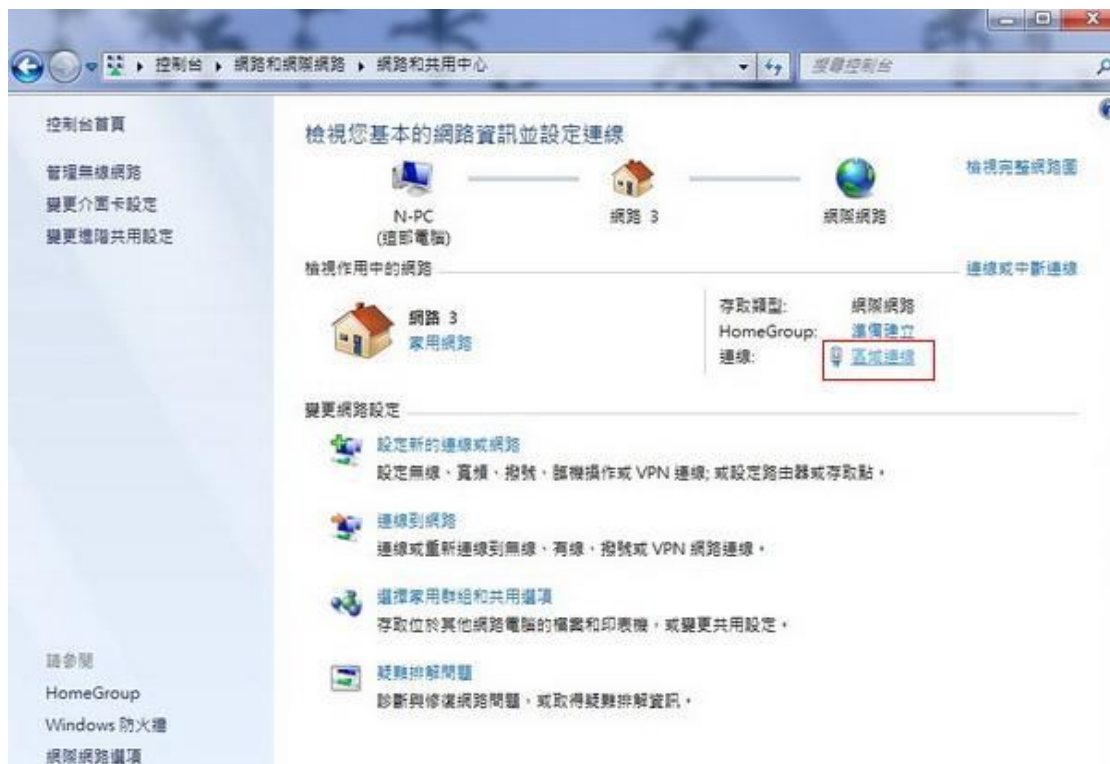 控制台 ▸ 網路和網際網路 ▸ 網路和共用中心
搜尋控制台
控制台首頁
管理無線網路
變更介面卡設定
變更進階共用設定
檢視您基本的網路資訊並設定連線
檢視完整網路圖
N-PC
(這部電腦)
網路 3
網際網路
檢視作用中的網路
連線或中斷連線
網路 3
家用網路
存取類型: 網際網路
HomeGroup: 準備建立
連線: 區域連線
變更網路設定
設定新的連線或網路
設定無線、寬頻、撥號、臨機操作或 VPN 連線; 或設定路由器或存取點。
連線到網路
連線或重新連線到無線、有線、撥號或 VPN 網路連線。
選擇家用群組和共用選項
存取位於其他網路電腦的檔案和印表機，或變更共用設定。
疑難排解問題
診斷與修復網路問題，或取得疑難排解資訊。
請參閱
HomeGroup
Windows 防火牆
網際網路選項